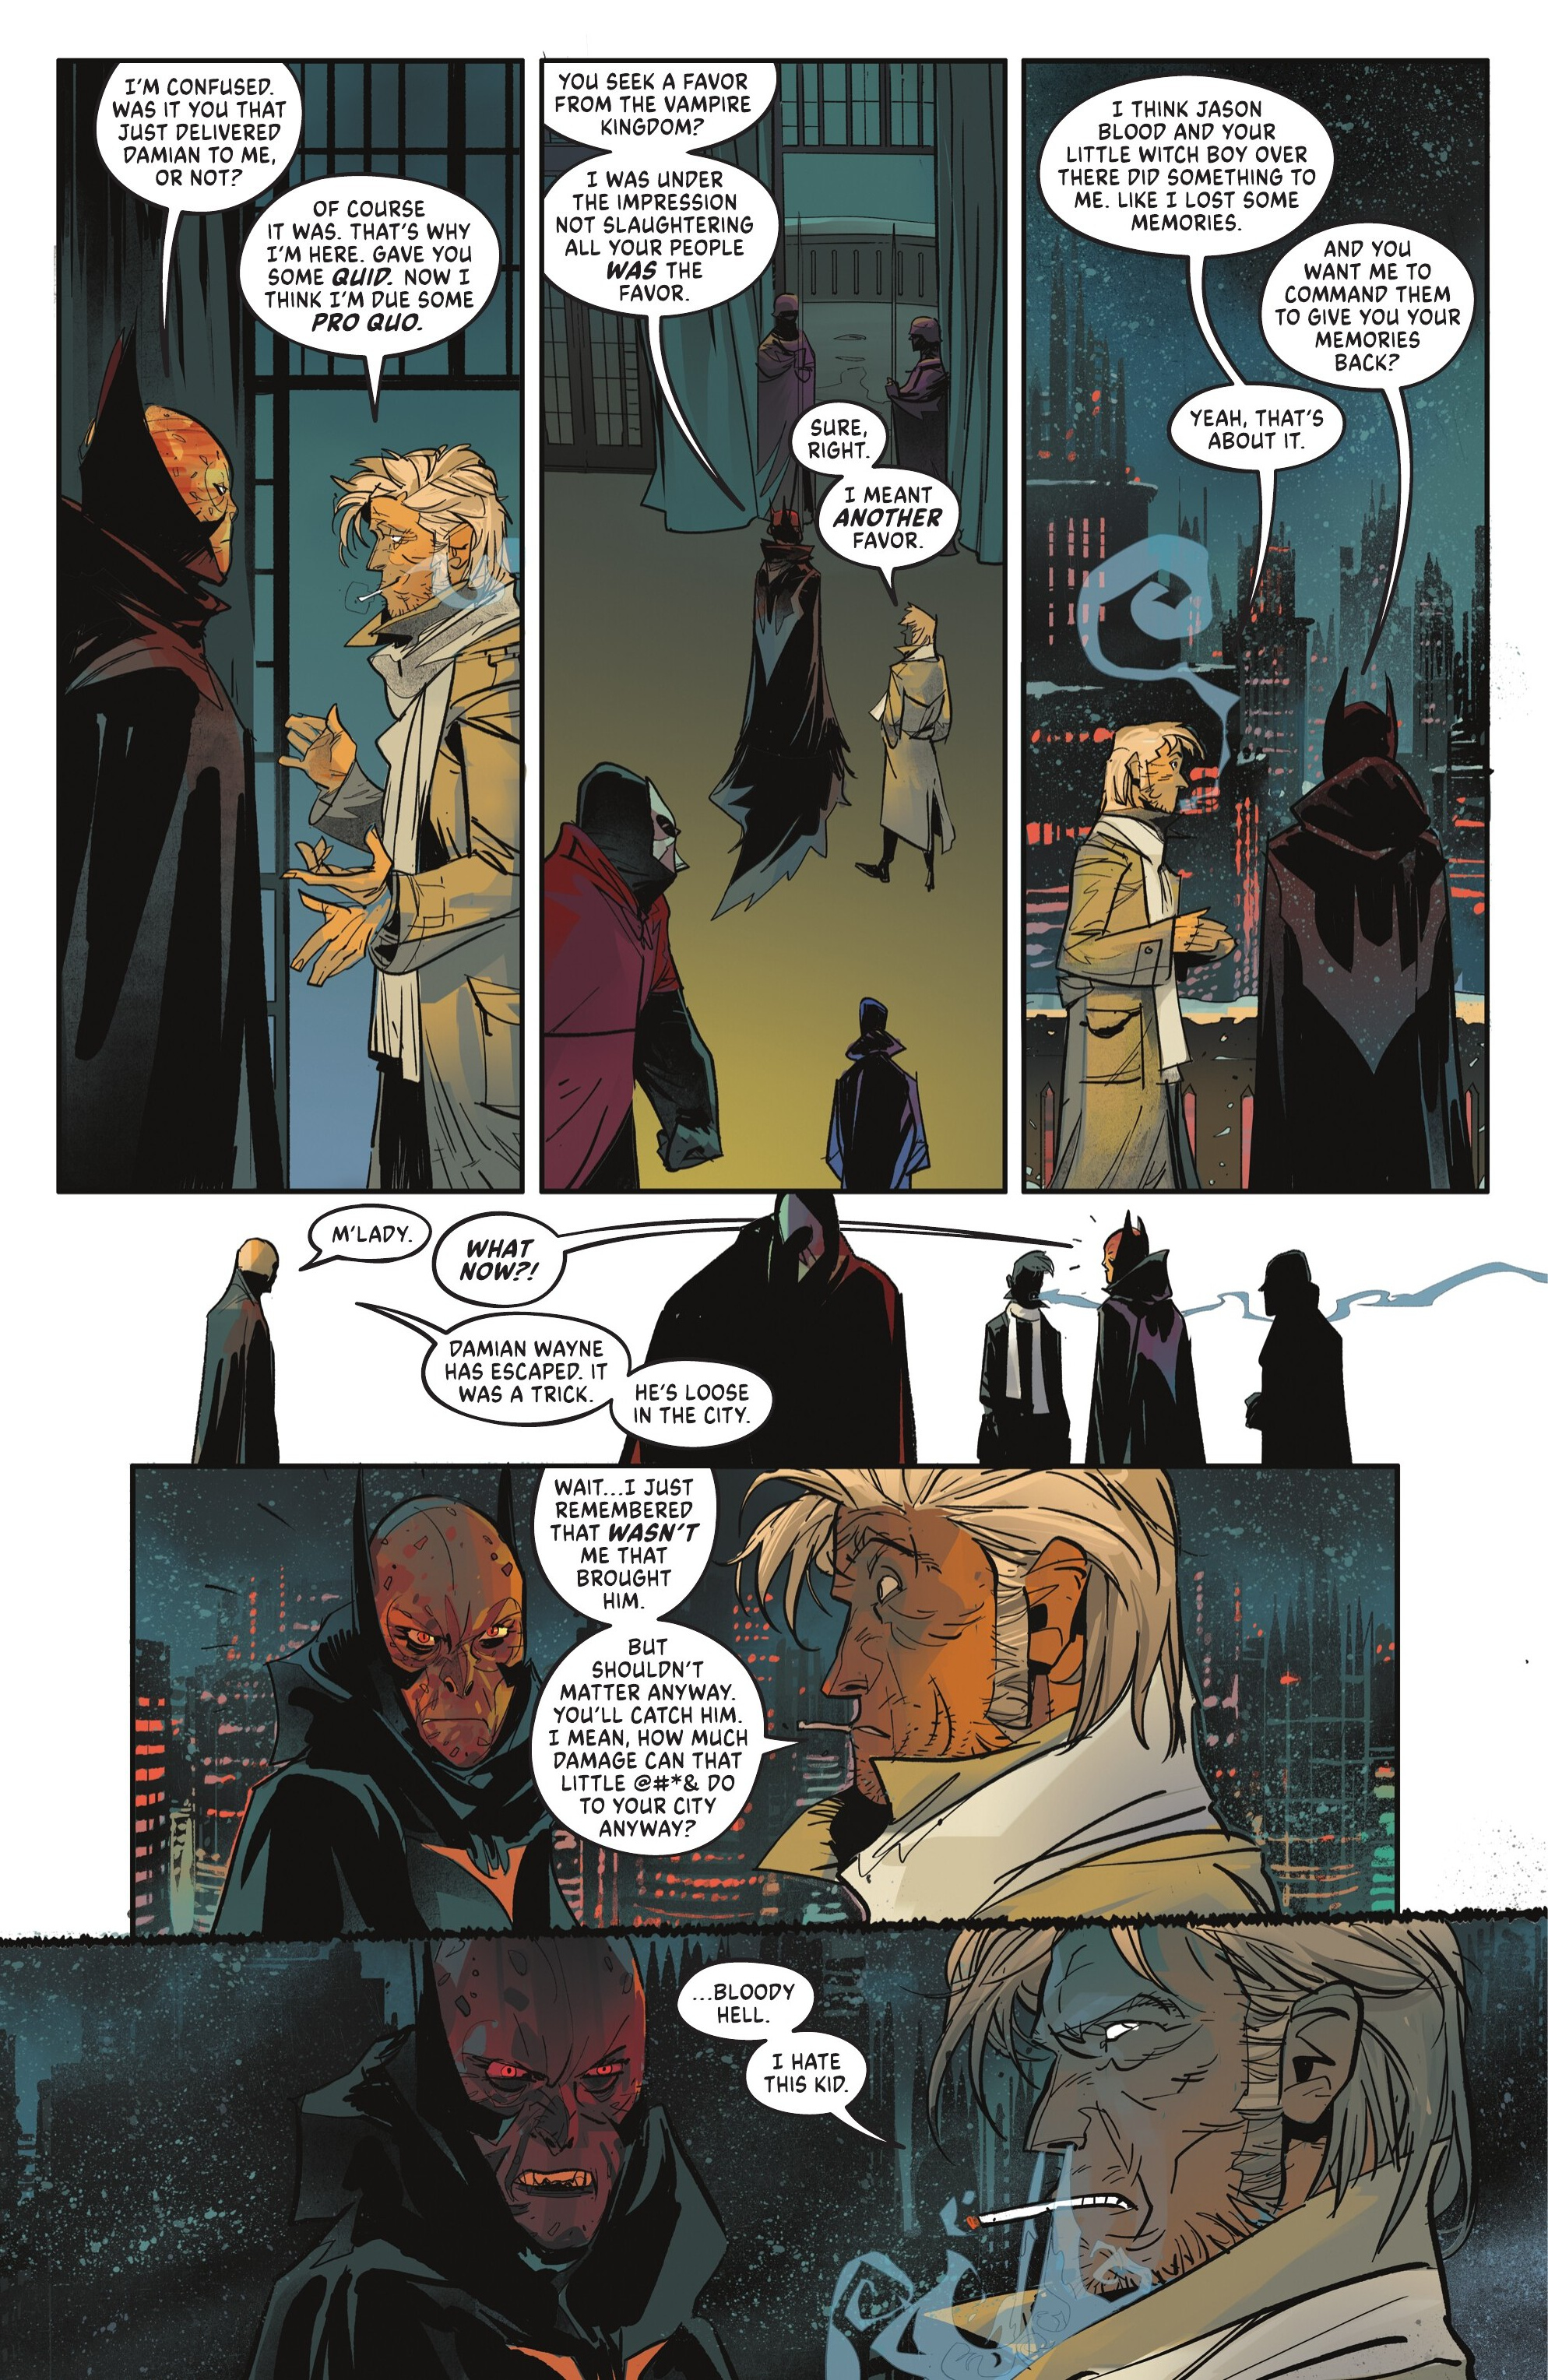 I'M CONFUSED.
WAS IT YOU THAT
JUST DELIVERED
DAMIAN TO ME,
OR NOT?
OF COURSE
IT WAS. THAT'S WHY
I'M HERE. GAVE YOU
SOME QUID. NOW I
THINK I'M DUE SOME
PRO QUO.
YOU SEEK A FAVOR
FROM THE VAMPIRE
KINGDOM?
I WAS UNDER
THE IMPRESSION
NOT SLAUGHTERING
ALL YOUR PEOPLE
WAS THE
FAVOR.
SURE,
RIGHT.
I MEANT
ANOTHER
FAVOR.
I THINK JASON
BLOOD AND YOUR
LITTLE WITCH BOY OVER
THERE DID SOMETHING TO
ME. LIKE I LOST SOME
MEMORIES.
AND YOU
WANT ME TO
COMMAND THEM
TO GIVE YOU YOUR
MEMORIES
BACK?
YEAH, THAT'S
ABOUT IT.
M'LADY.
WHAT
NOW?!
DAMIAN WAYNE
HAS ESCAPED. IT
WAS A TRICK.
HE'S LOOSE
IN THE CITY.
WAIT...I JUST
REMEMBERED
THAT WASN'T
ME THAT
BROUGHT
HIM.
BUT
SHOULDN'T
MATTER ANYWAY.
YOU'LL CATCH HIM.
I MEAN, HOW MUCH
DAMAGE CAN THAT
LITTLE @#*& DO
TO YOUR CITY
ANYWAY?
...BLOODY
HELL.
I HATE
THIS KID.